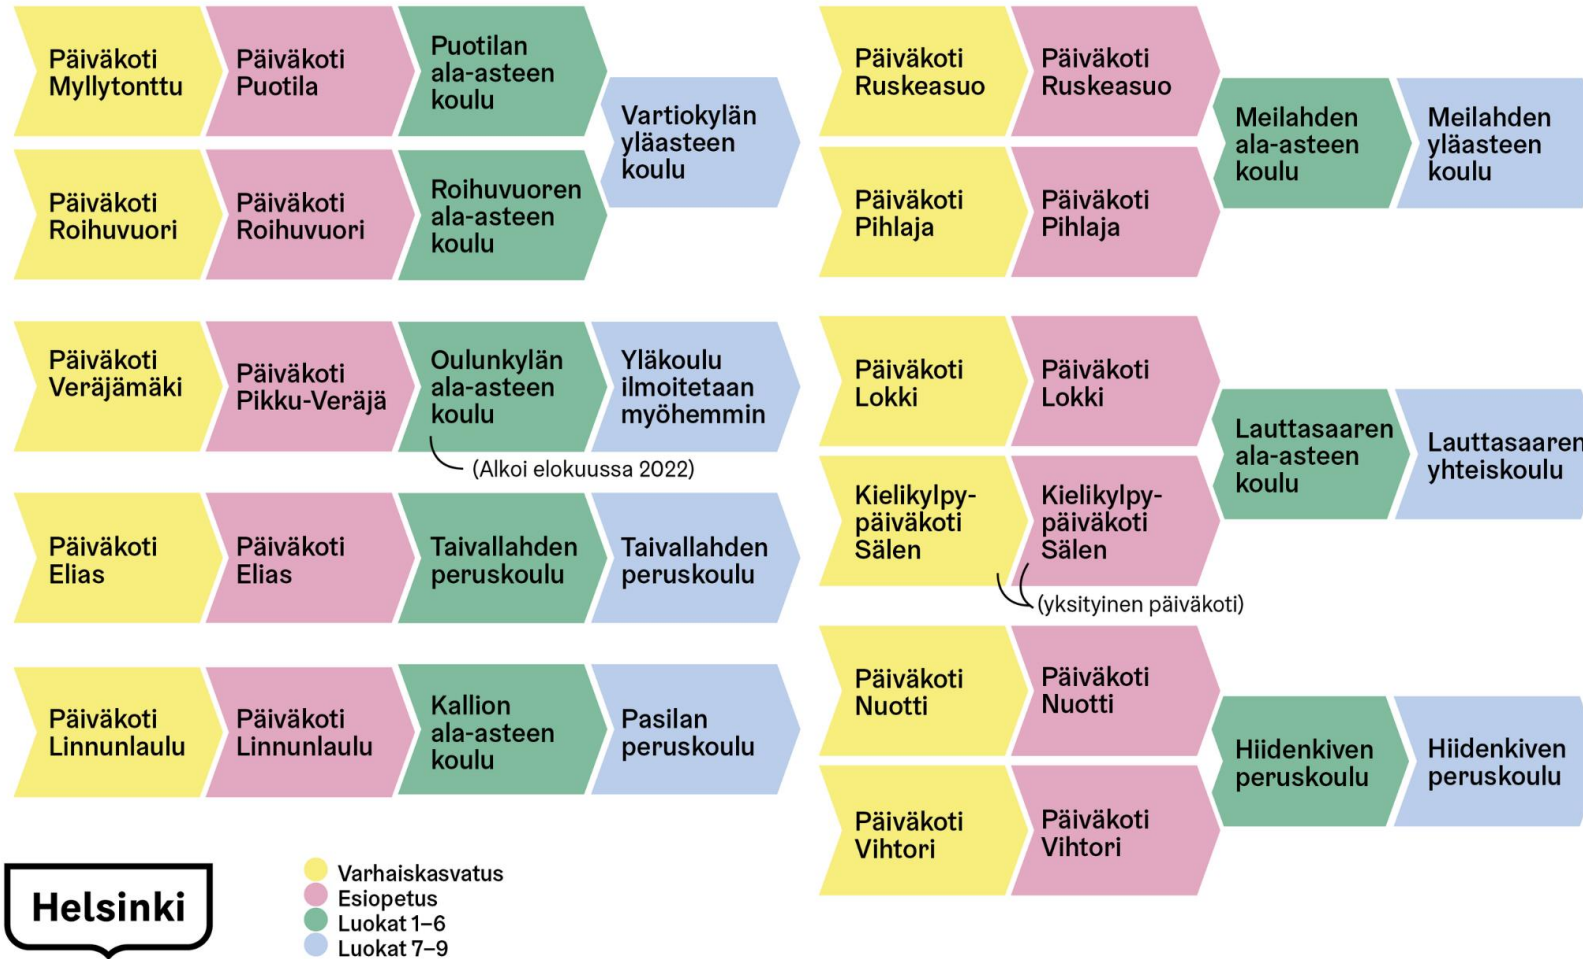 Päiväkoti
Myllytonttu
Päiväkoti
Puotila
Puotilan
ala-asteen
koulu
Päiväkoti
Roihuvuori
Päiväkoti
Roihuvuori
Roihuvuoren
ala-asteen
koulu
Vartiokylän
yläasteen
koulu
Päiväkoti
Veräjämäki
Päiväkoti
Pikku-Veräjä
Oulunkylän
ala-asteen
koulu
Yläkoulu
ilmoitetaan
myöhemmin
(Alkoi elokuussa 2022)
Päiväkoti
Elias
Päiväkoti
Elias
Taivallahden
peruskoulu
Taivallahden
peruskoulu
Päiväkoti
Linnunlaulu
Päiväkoti
Linnunlaulu
Kallion
ala-asteen
koulu
Pasilan
peruskoulu
Päiväkoti
Ruskeasuo
Päiväkoti
Ruskeasuo
Päiväkoti
Pihlaja
Päiväkoti
Pihlaja
Meilahden
ala-asteen
koulu
Meilahden
yläasteen
koulu
Päiväkoti
Lokki
Päiväkoti
Lokki
Kielikylpy-
päiväkoti
Sälen
Kielikylpy-
päiväkoti
Sälen
(yksityinen päiväkoti)
Lauttasaaren
ala-asteen
koulu
Lauttasaaren
yhteiskoulu
Päiväkoti
Nuotti
Päiväkoti
Nuotti
Päiväkoti
Vihtori
Päiväkoti
Vihtori
Hiidenkiven
peruskoulu
Hiidenkiven
peruskoulu
Helsinki
Varhaiskasvatus
Esiopetus
Luokat 1–6
Luokat 7–9